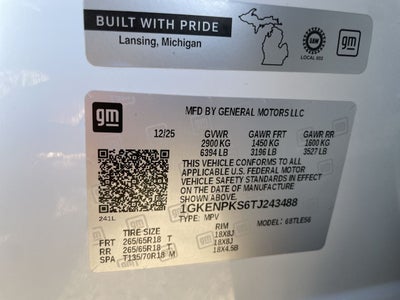 BUILT WITH PRIDE
Lansing, Michigan
UAW
LOCAL 602
gm
gm
MFD BY GENERAL MOTORS LLC
12/25 GVWR GAWR FRT GAWR RR
2900 KG 1450 KG 1600 KG
6394 LB 3196 LB 3527 LB
THIS VEHICLE CONFORMS TO ALL
APPLICABLE U.S. FEDERAL MOTOR
VEHICLE SAFETY STANDARDS IN EFFECT
ON THE DATE OF MANUFACTURE
SHOWN ABOVE.
1GKENPKS6TJ243488
241L
TYPE: MPV MODEL: 68TLE56
TIRE SIZE RIM
FRT 265/65R18 T 18X8J
RR 265/65R18 T 18X8J
SPA T135/70R18 M 18X4.5B